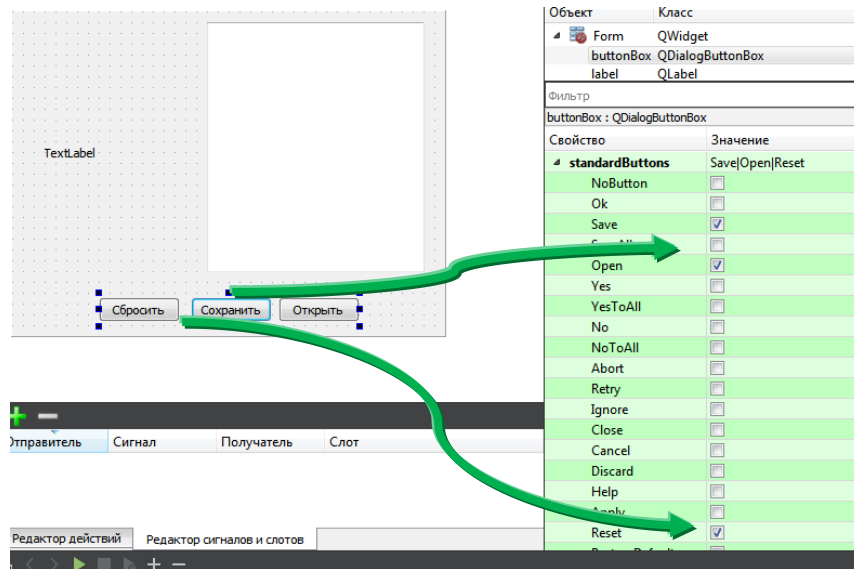 Объект Класс
Form QWidget
buttonBox QDialogButtonBox
label QLabel
Фильтр
buttonBox : QDialogButtonBox
Свойство Значение
standardButtons Save|Open|Reset
NoButton
Ok
Save
Open
Yes
YesToAll
No
NoToAll
Abort
Retry
Ignore
Close
Cancel
Discard
Help
Apply
Reset
TextLabel
Сбросить Сохранить Открыть
Отправитель Сигнал Получатель Слот
Редактор действий Редактор сигналов и слотов